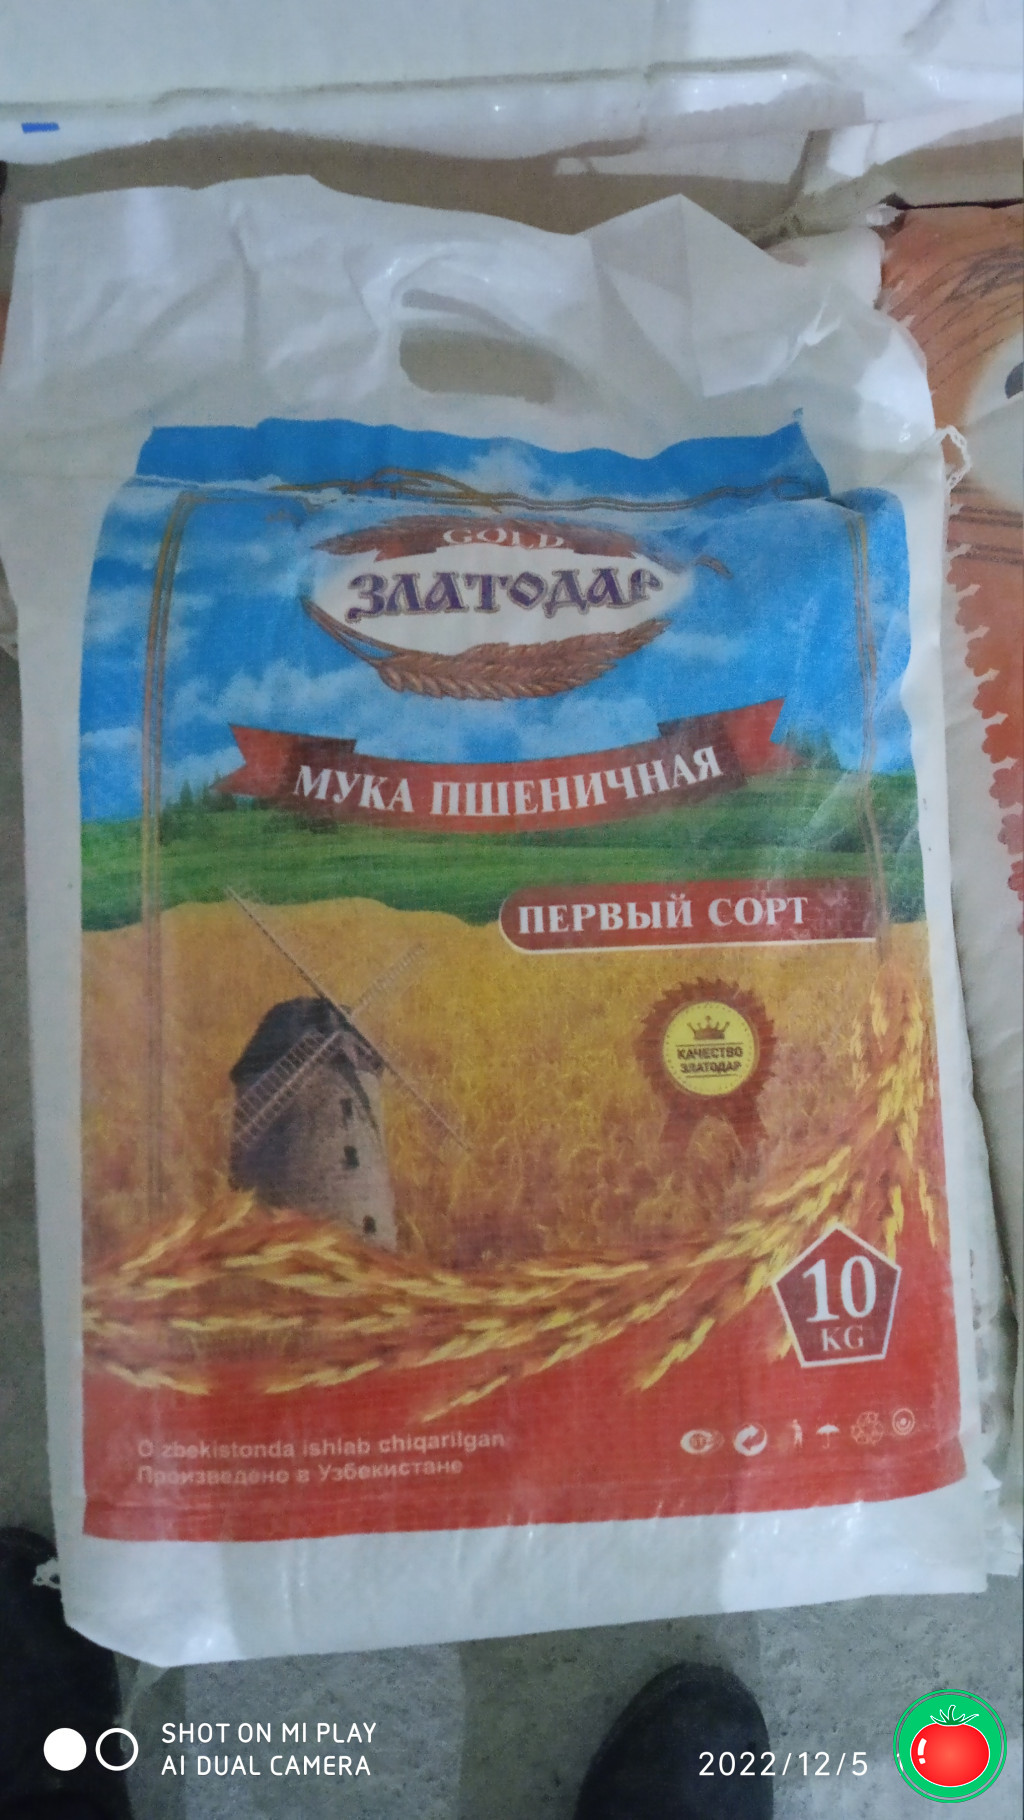 GOLD
ЗЛАТОДАР
МУКА ПШЕНИЧНАЯ
ПЕРВЫЙ СОРТ
КАЧЕСТВО
ЗЛАТОДАР
10
KG
O'zbekistonda ishlab chiqarilgan
Произведено в Узбекистане
SHOT ON MI PLAY
AI DUAL CAMERA
2022/12/5